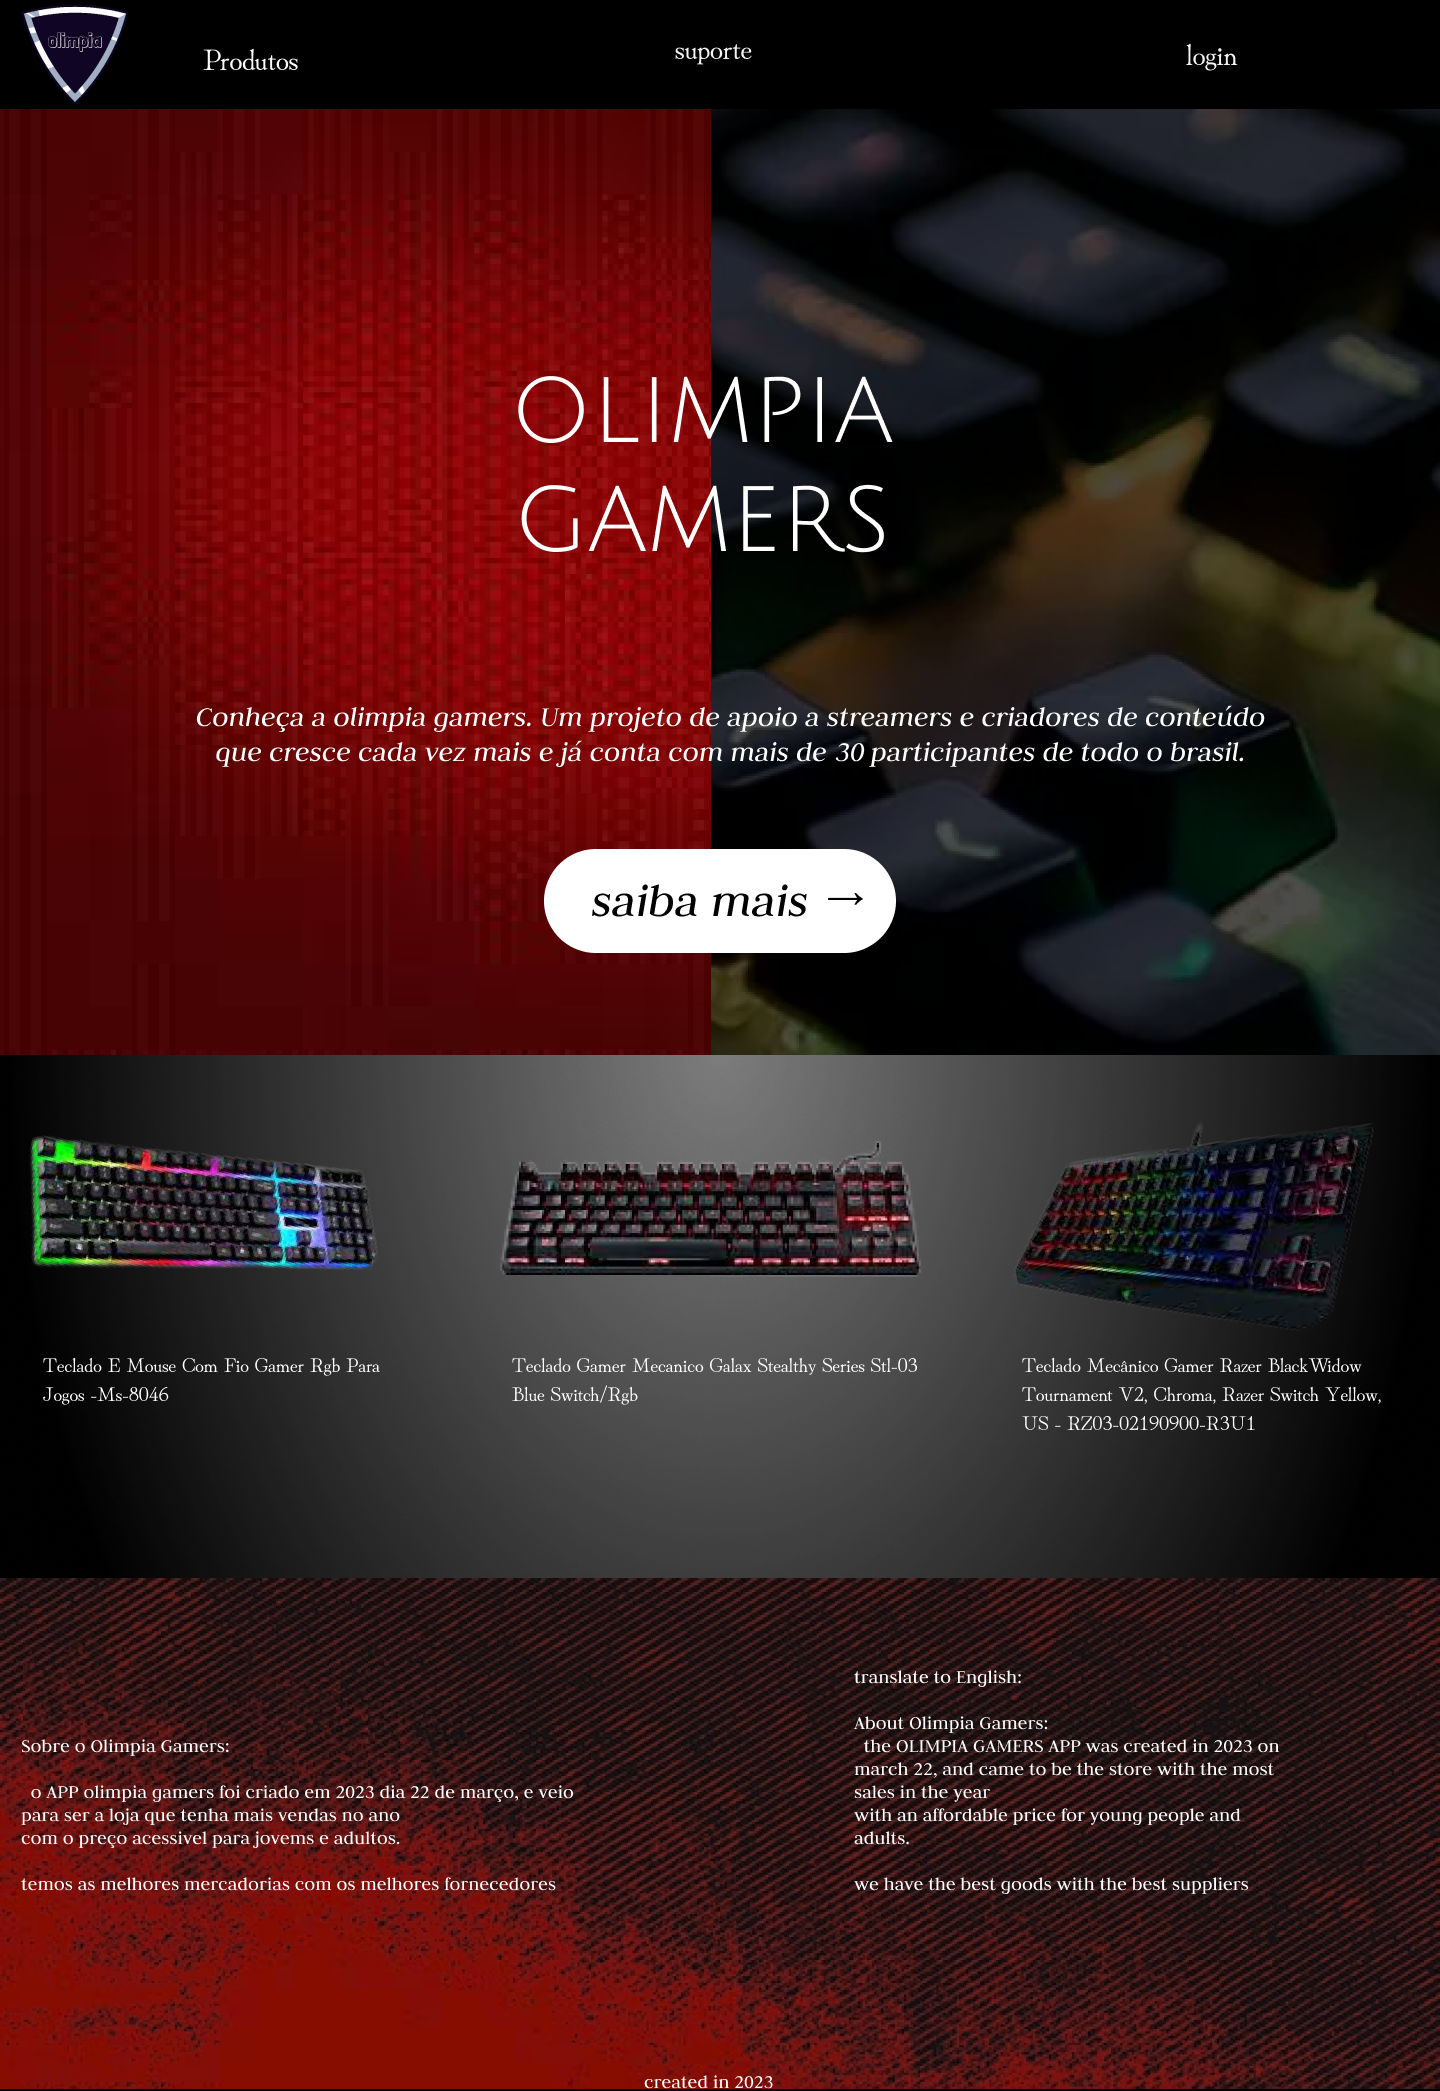 olimpia
Produtos
suporte
login
OLIMPIA
GAMERS
Conheça a olimpia gamers. Um projeto de apoio a streamers e criadores de conteúdo
que cresce cada vez mais e já conta com mais de 30 participantes de todo o brasil.
saiba mais →
Teclado E Mouse Com Fio Gamer Rgb Para
Jogos -Ms-8046
Teclado Gamer Mecanico Galax Stealthy Series Stl-03
Blue Switch/Rgb
Teclado Mecânico Gamer Razer BlackWidow
Tournament V2, Chroma, Razer Switch Yellow,
US - RZ03-02190900-R3U1
Sobre o Olimpia Gamers:
o APP olimpia gamers foi criado em 2023 dia 22 de março, e veio
para ser a loja que tenha mais vendas no ano
com o preço acessivel para jovems e adultos.
temos as melhores mercadorias com os melhores fornecedores
translate to English:
About Olimpia Gamers:
the OLIMPIA GAMERS APP was created in 2023 on
march 22, and came to be the store with the most
sales in the year
with an affordable price for young people and
adults.
we have the best goods with the best suppliers
created in 2023